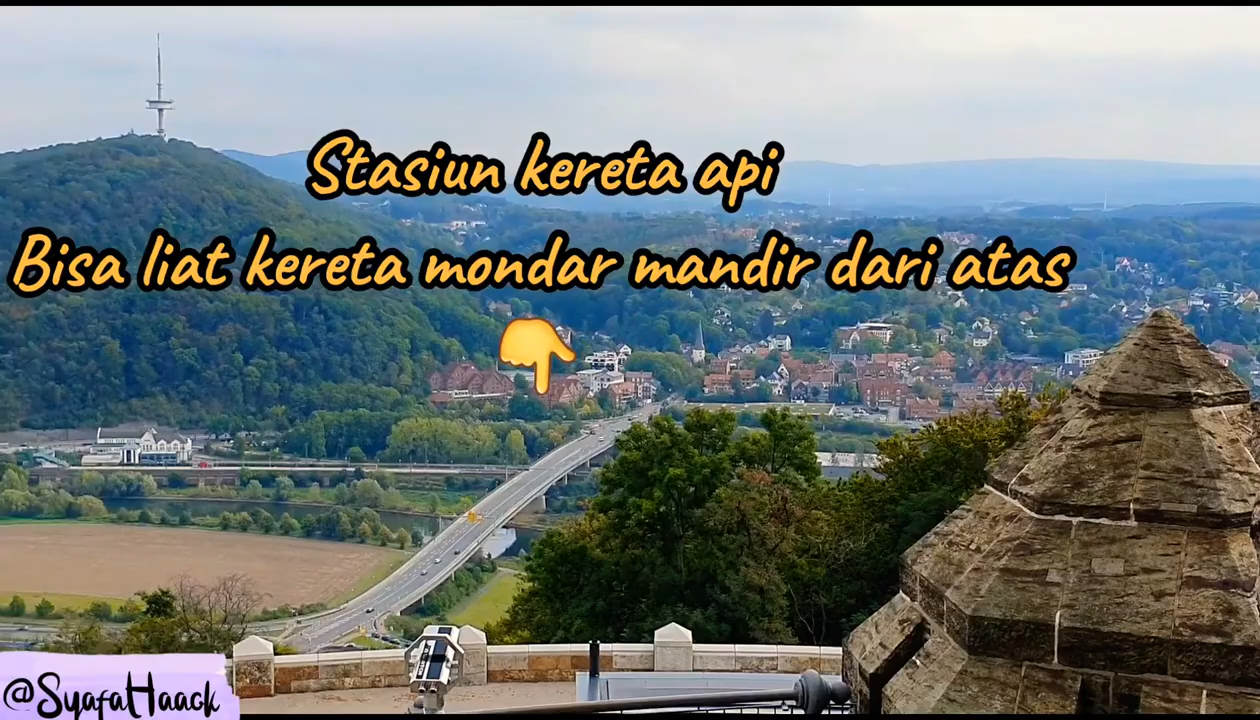 Stasiun kereta api
Bisa liat kereta mondar mandir dari atas
@SyafaHaack